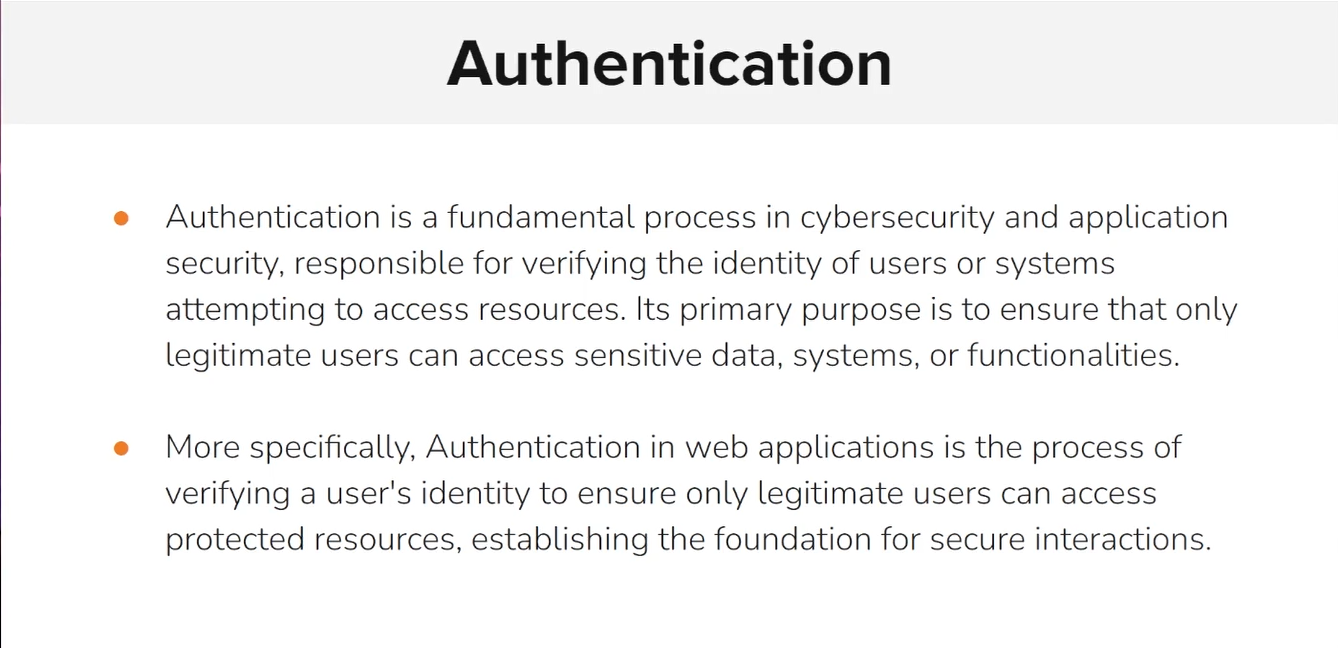 Authentication
Authentication is a fundamental process in cybersecurity and application
security, responsible for verifying the identity of users or systems
attempting to access resources. Its primary purpose is to ensure that only
legitimate users can access sensitive data, systems, or functionalities.
More specifically, Authentication in web applications is the process of
verifying a user's identity to ensure only legitimate users can access
protected resources, establishing the foundation for secure interactions.